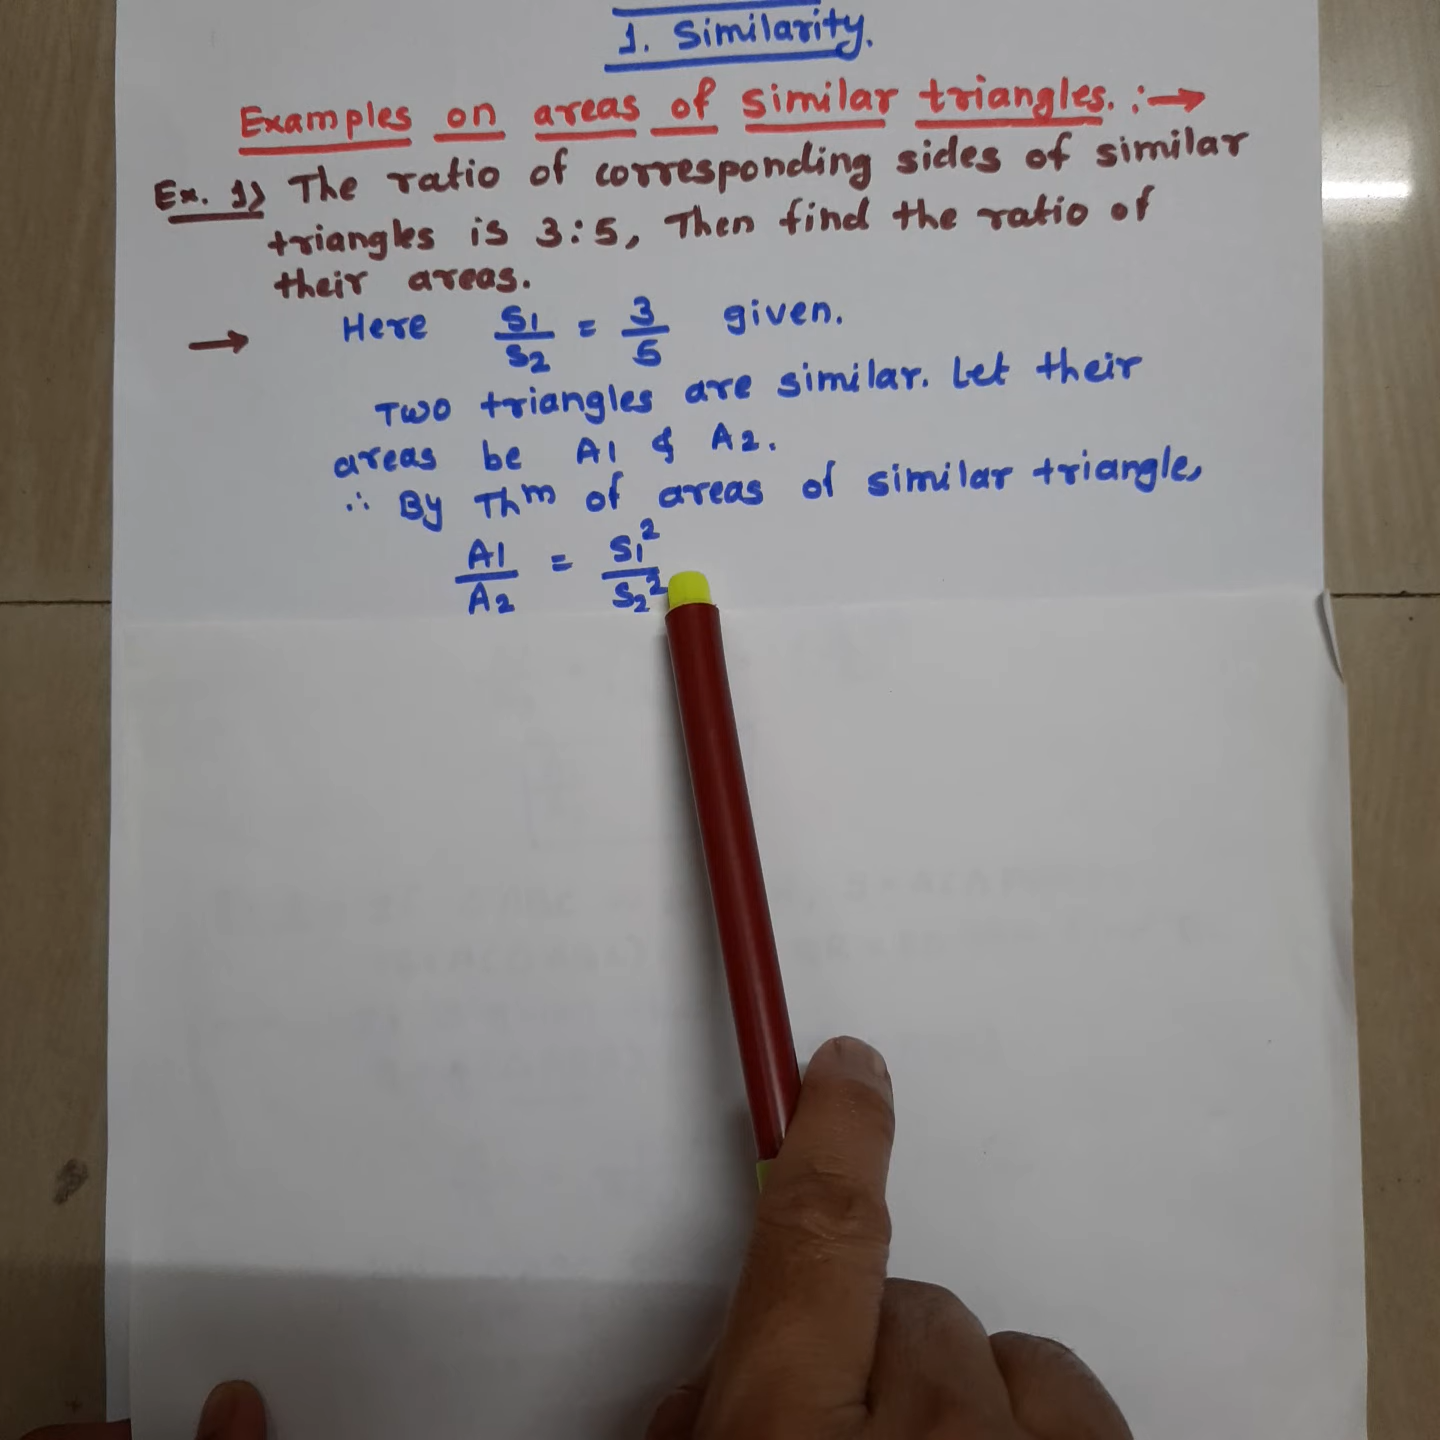 1. Similarity.
Examples on areas of similar triangles. :→
Ex. 1) The ratio of corresponding sides of similar
triangles is 3:5, Then find the ratio of
their areas.
→ Here S1/S2 = 3/5 given.
Two triangles are similar. Let their
areas be A1 & A2.
∴ By Thm of areas of similar triangle,
A1/A2 = S1²/S2²